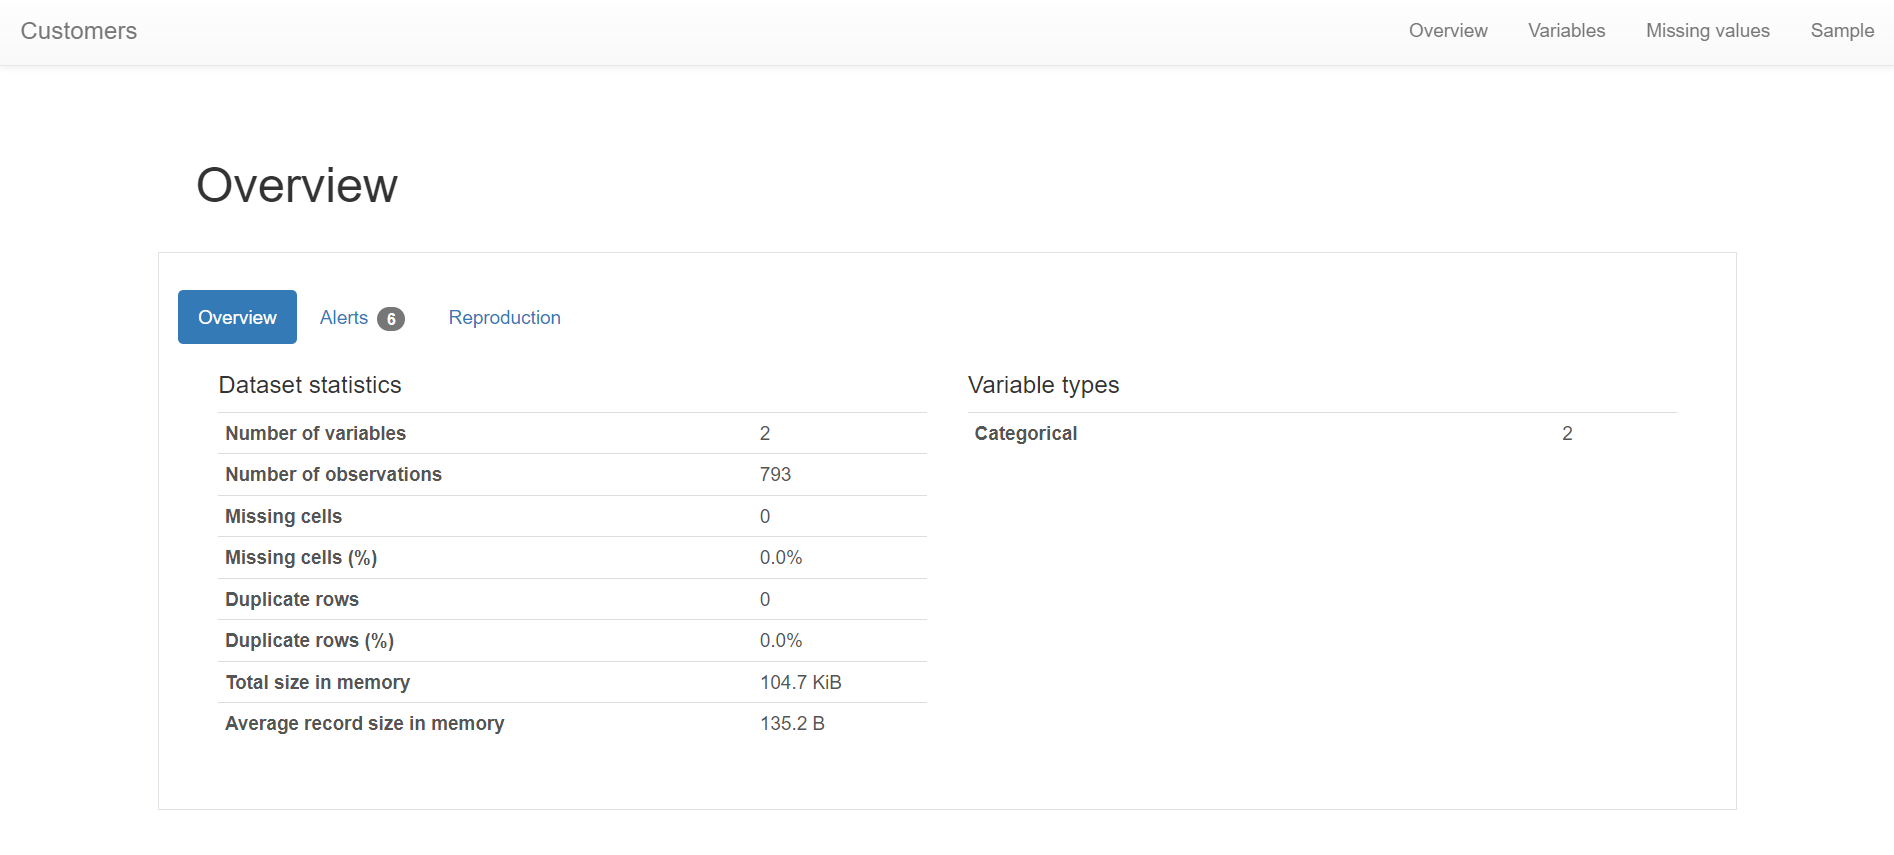 Customers
Overview Variables Missing values Sample
Overview
Overview Alerts 6 Reproduction
Dataset statistics
Number of variables 2
Number of observations 793
Missing cells 0
Missing cells (%) 0.0%
Duplicate rows 0
Duplicate rows (%) 0.0%
Total size in memory 104.7 KiB
Average record size in memory 135.2 B
Variable types
Categorical 2